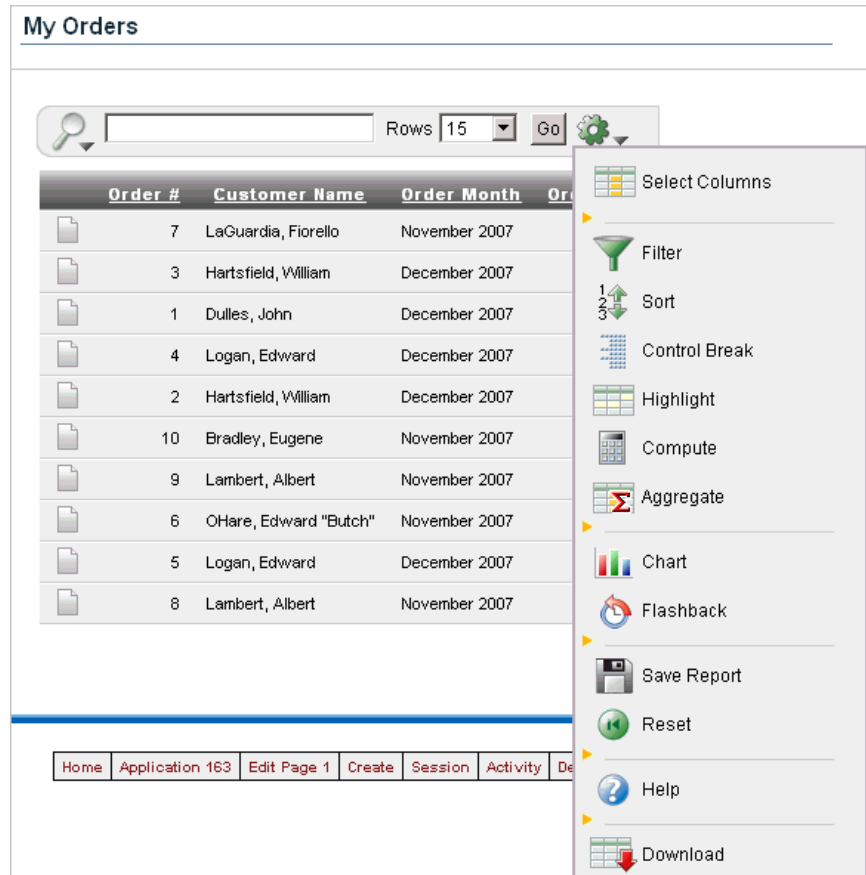 My Orders
Rows 15 Go
Order # Customer Name Order Month
7 LaGuardia, Fiorello November 2007
3 Hartsfield, William December 2007
1 Dulles, John December 2007
4 Logan, Edward December 2007
2 Hartsfield, William December 2007
10 Bradley, Eugene November 2007
9 Lambert, Albert November 2007
6 OHare, Edward "Butch" November 2007
5 Logan, Edward December 2007
8 Lambert, Albert November 2007
Select Columns
Filter
1 2 3 Sort
Control Break
Highlight
Compute
Σ Aggregate
Chart
Flashback
Save Report
Reset
? Help
Download
Home Application 163 Edit Page 1 Create Session Activity